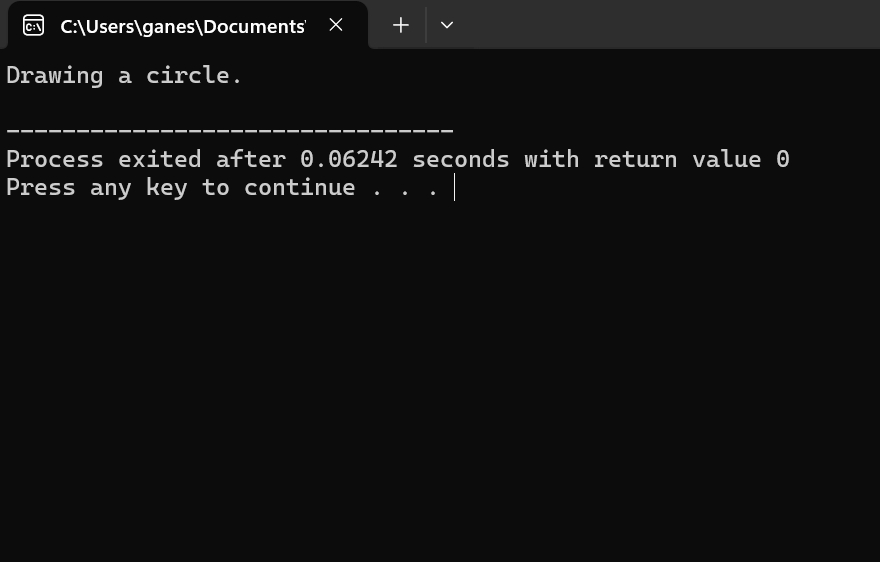 C:\Users\ganes\Documents'
Drawing a circle.
--------------------------------
Process exited after 0.06242 seconds with return value 0
Press any key to continue . . .